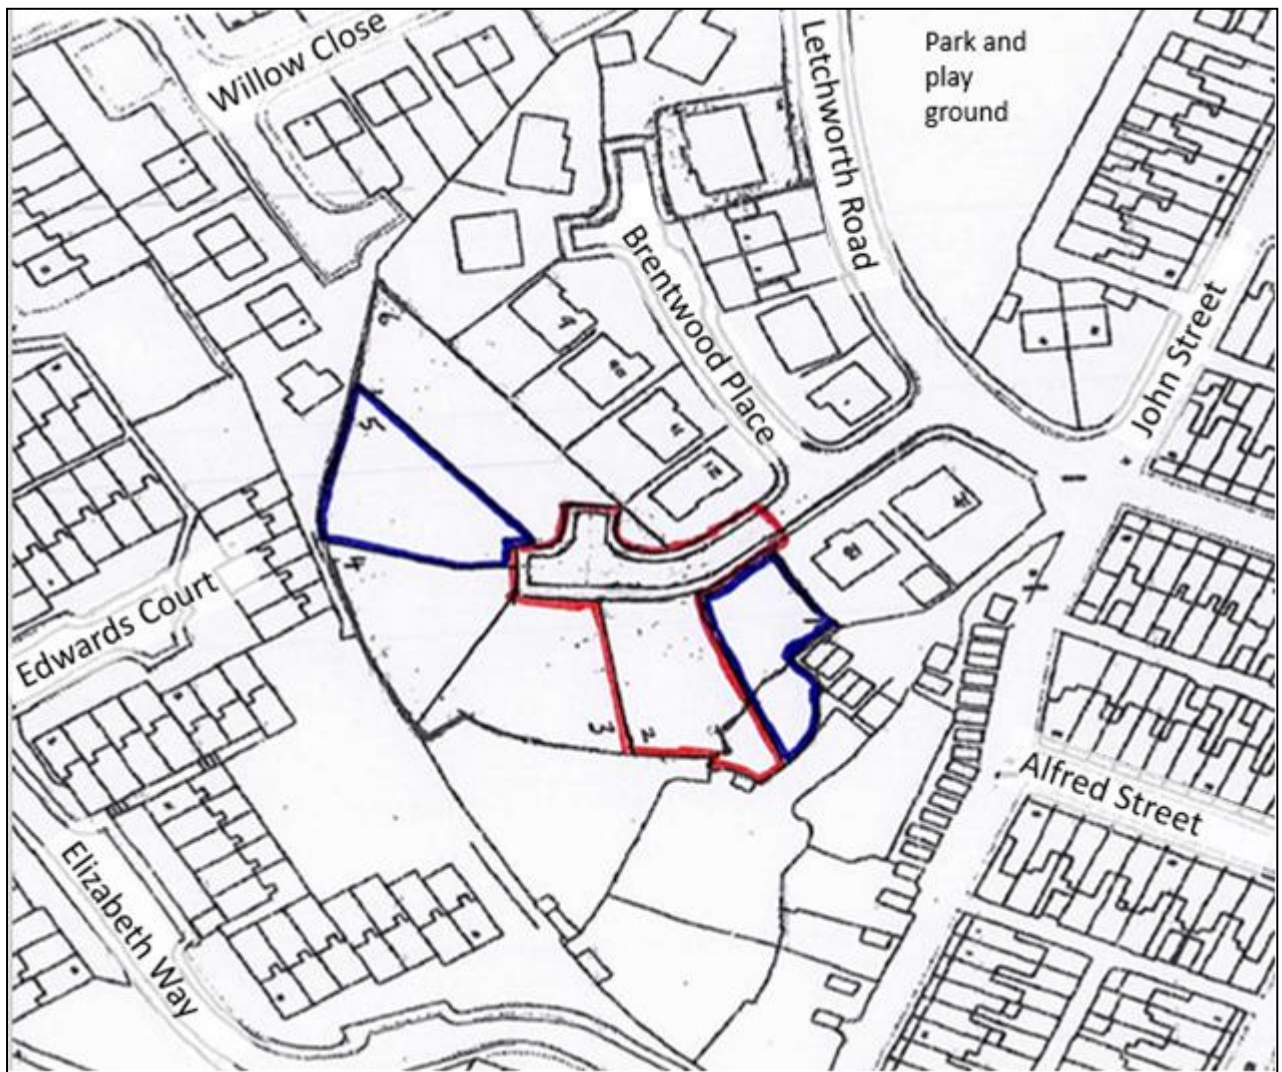 Willow Close
Letchworth Road
Park and
play
ground
Brentwood Place
John Street
6
5
4
3
2
Edwards Court
Elizabeth Way
Alfred Street